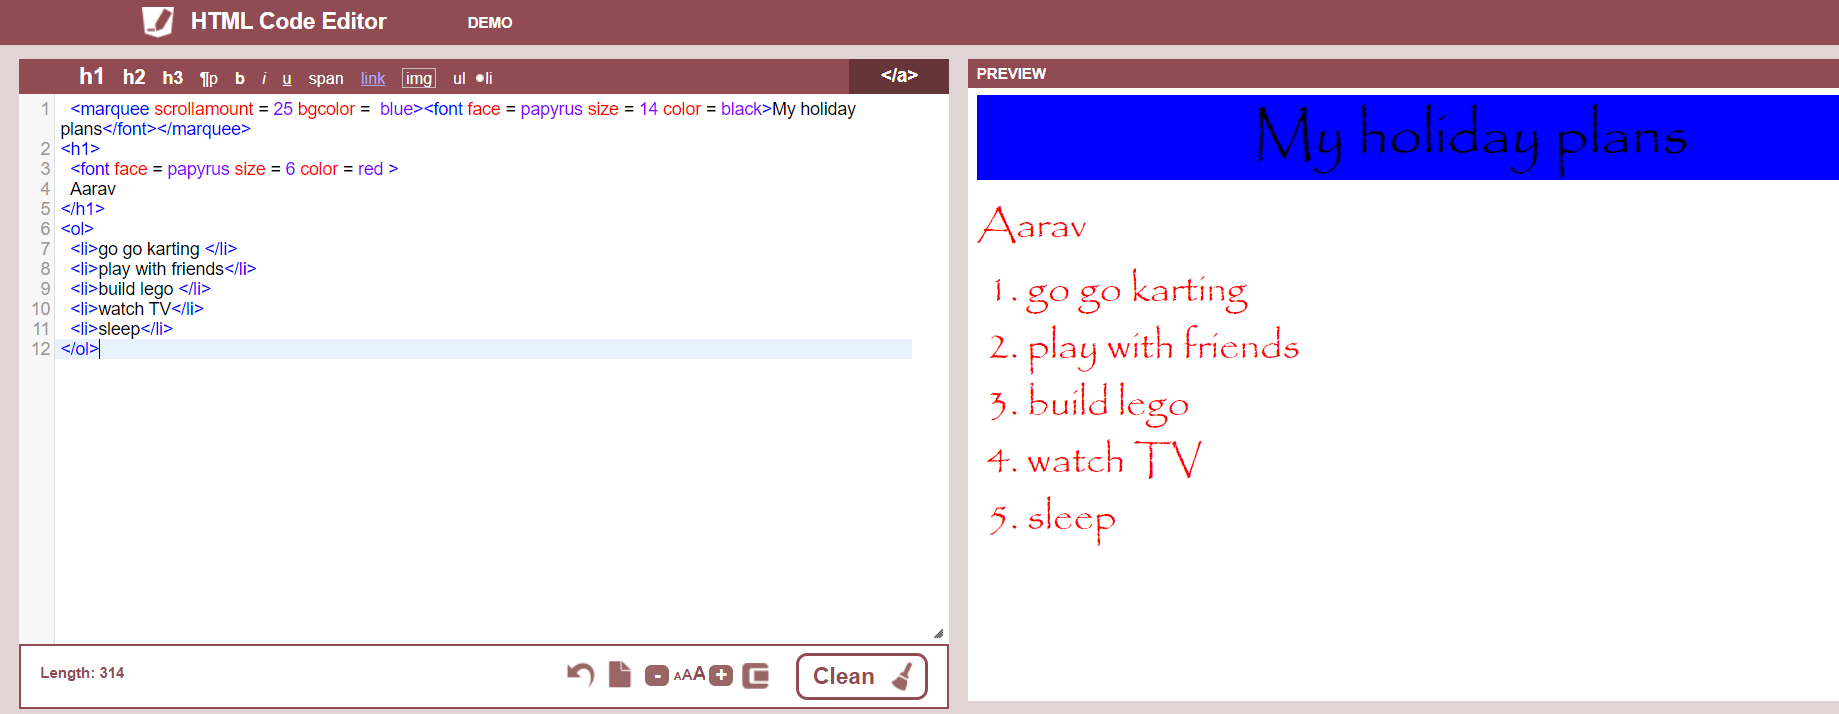 HTML Code Editor DEMO
h1 h2 h3 ¶p b i u span link img ul •li </a>
1 <marquee scrollamount = 25 bgcolor =  blue><font face = papyrus size = 14 color = black>My holiday
plans</font></marquee>
2 <h1>
3 <font face = papyrus size = 6 color = red >
4 Aarav
5 </h1>
6 <ol>
7 <li>go go karting </li>
8 <li>play with friends</li>
9 <li>build lego </li>
10 <li>watch TV</li>
11 <li>sleep</li>
12 </ol>
Length: 314
- AAA +
Clean
PREVIEW
My holiday plans
Aarav
1. go go karting
2. play with friends
3. build lego
4. watch TV
5. sleep